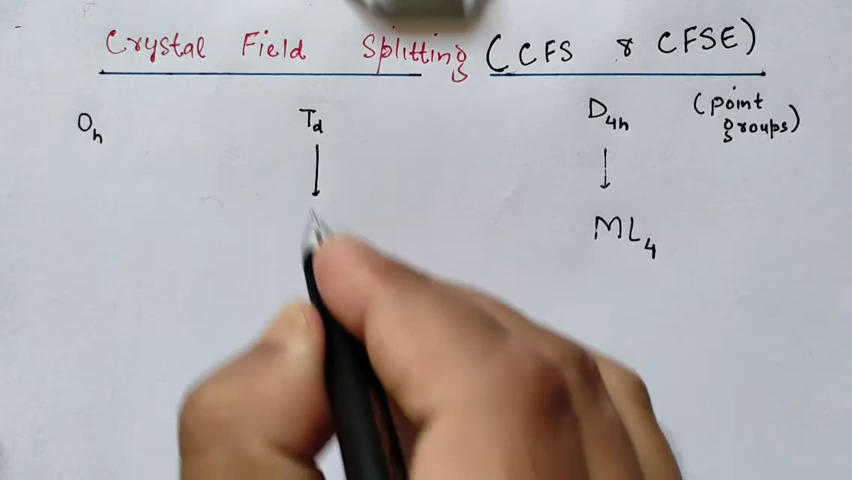 Crystal Field Splitting (CFS & CFSE)
Oh Td D4h (point groups)
ML4